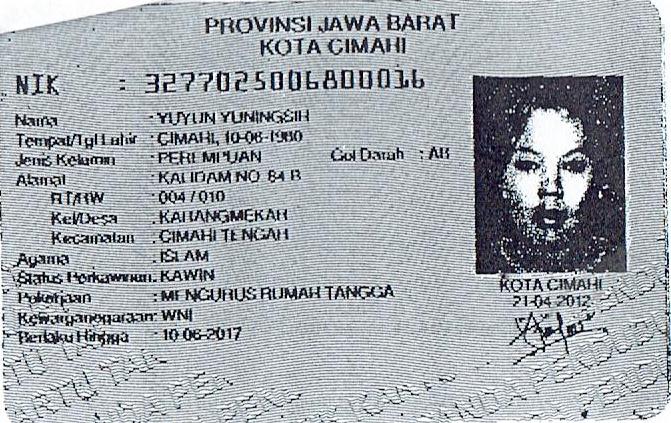 PROVINSI JAWA BARAT
KOTA CIMAHI
NIK : 3277025006800016
Nama : YUYUN YUNINGSIH
Tempat/Tgl Lahir : CIMAHI, 10-06-1980
Jenis Kelamin : PEREMPUAN Gol Darah : AB
Alamat : KALIDAM NO. 64 B
RT/RW : 004 / 010
Kel/Desa : KARANGMEKAR
Kecamatan : CIMAHI TENGAH
Agama : ISLAM
Status Perkawinan : KAWIN
Pekerjaan : MENGURUS RUMAH TANGGA
Kewarganegaraan : WNI
Berlaku Hingga : 10-06-2017
KOTA CIMAHI
21-04-2012